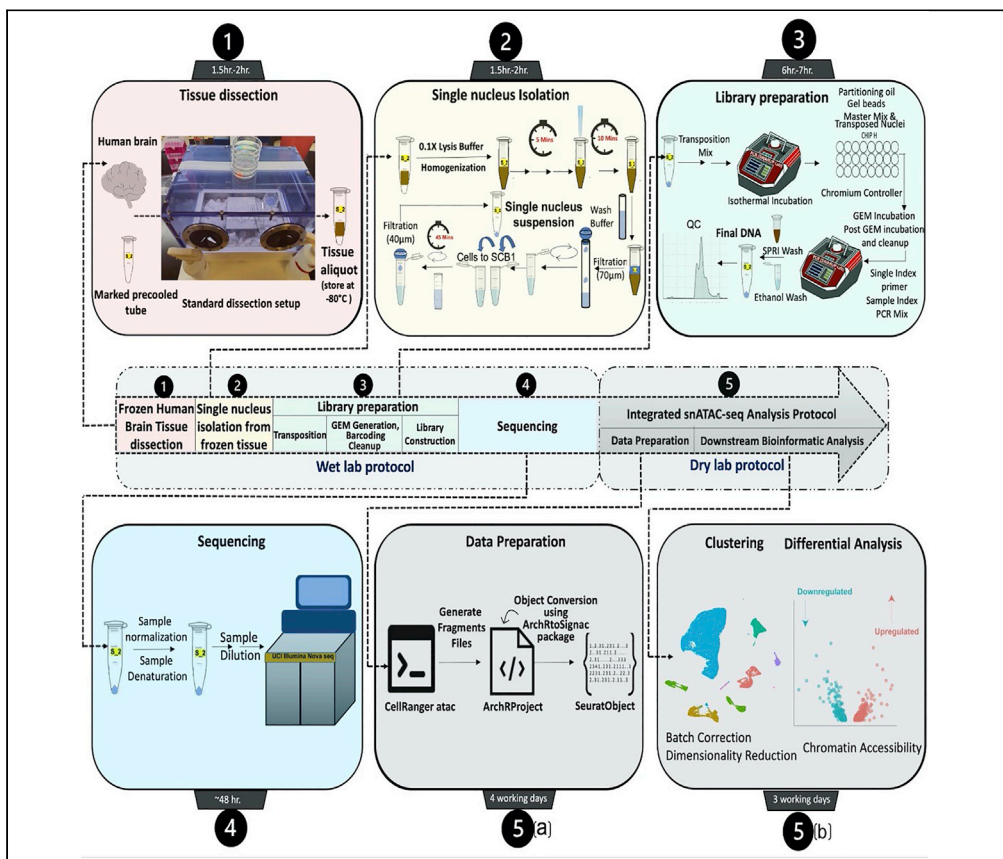 1
1.5hr.-2hr.
Tissue dissection
Human brain
S_2
Tissue
aliquot
(store at
-80°C )
Marked precooled
tube
Standard dissection setup
2
1.5hr.-2hr.
Single nucleus Isolation
0.1X Lysis Buffer
Homogenization
5 Mins
10 Mins
Wash
Buffer
Single nucleus
suspension
Filtration
(40µm)
45 Mins
Cells to SCB1
Filtration
(70µm)
3
6hr.-7hr.
Library preparation
Partitioning oil
Gel beads
Master Mix &
Transposed Nuclei
CHIP H
Transposition
Mix
Isothermal Incubation
Chromium Controller
GEM Incubation
Post GEM incubation
and cleanup
QC
Final DNA
SPRI Wash
Ethanol Wash
Single Index
primer
Sample Index
PCR Mix
1
Frozen Human
Brain Tissue
dissection
2
Single nucleus
isolation from
frozen tissue
3
Library preparation
Transposition
GEM Generation,
Barcoding
Cleanup
Library
Construction
4
Sequencing
5
Integrated snATAC-seq Analysis Protocol
Data Preparation
Downstream Bioinformatic Analysis
Wet lab protocol
Dry lab protocol
Sequencing
S_2
Sample
normalization
Sample
Denaturation
S_2
Sample
Dilution
UCI Illumina Nova seq
~48 hr.
4
Data Preparation
Generate
Fragments
Files
Object Conversion
using
ArchRtoSignac
package
CellRanger atac
ArchRProject
SeuratObject
4 working days
5(a)
Clustering
Differential Analysis
Downregulated
Upregulated
Batch Correction
Dimensionality Reduction
Chromatin Accessibility
3 working days
5(b)